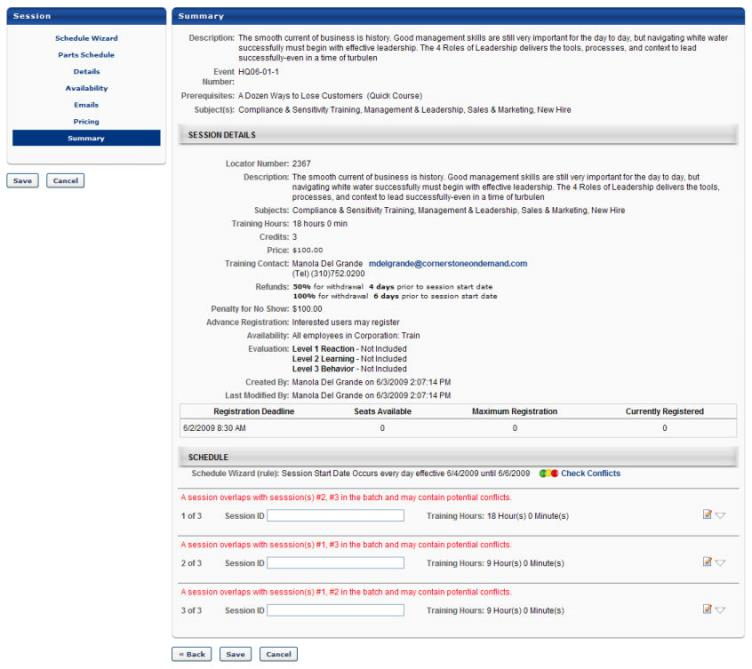 Session
Schedule Wizard
Parts Schedule
Details
Availability
Emails
Pricing
Summary
Save Cancel
Summary
Description: The smooth current of business is history. Good management skills are still very important for the day to day, but navigating white water
successfully must begin with effective leadership. The 4 Roles of Leadership delivers the tools, processes, and context to lead
successfully-even in a time of turbulen
Event HQ06-01-1
Number:
Prerequisites: A Dozen Ways to Lose Customers (Quick Course)
Subject(s): Compliance & Sensitivity Training, Management & Leadership, Sales & Marketing, New Hire
SESSION DETAILS
Locator Number: 2367
Description: The smooth current of business is history. Good management skills are still very important for the day to day, but
navigating white water successfully must begin with effective leadership. The 4 Roles of Leadership delivers the tools,
processes, and context to lead successfully-even in a time of turbulen
Subjects: Compliance & Sensitivity Training, Management & Leadership, Sales & Marketing, New Hire
Training Hours: 18 hours 0 min
Credits: 3
Price: $100.00
Training Contact: Manola Del Grande mdelgrande@cornerstoneondemand.com
(Tel) (310)752.0200
Refunds: 50% for withdrawal 4 days prior to session start date
100% for withdrawal 6 days prior to session start date
Penalty for No Show: $100.00
Advance Registration: Interested users may register
Availability: All employees in Corporation: Train
Evaluation: Level 1 Reaction - Not Included
Level 2 Learning - Not Included
Level 3 Behavior - Not Included
Created By: Manola Del Grande on 6/3/2009 2:07:14 PM
Last Modified By: Manola Del Grande on 6/3/2009 2:07:14 PM
Registration Deadline Seats Available Maximum Registration Currently Registered
6/2/2009 8:30 AM 0 0 0
SCHEDULE
Schedule Wizard (rule): Session Start Date Occurs every day effective 6/4/2009 until 6/6/2009 Check Conflicts
A session overlaps with sesssion(s) #2, #3 in the batch and may contain potential conflicts.
1 of 3 Session ID Training Hours: 18 Hour(s) 0 Minute(s)
A session overlaps with sesssion(s) #1, #3 in the batch and may contain potential conflicts.
2 of 3 Session ID Training Hours: 9 Hour(s) 0 Minute(s)
A session overlaps with sesssion(s) #1, #2 in the batch and may contain potential conflicts.
3 of 3 Session ID Training Hours: 9 Hour(s) 0 Minute(s)
« Back Save Cancel